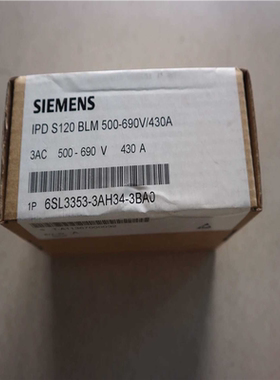 SIEMENS
IPD S120 BLM 500-690V/430A
3AC 500 - 690 V 430 A
1P 6SL3353-3AH34-3BA0